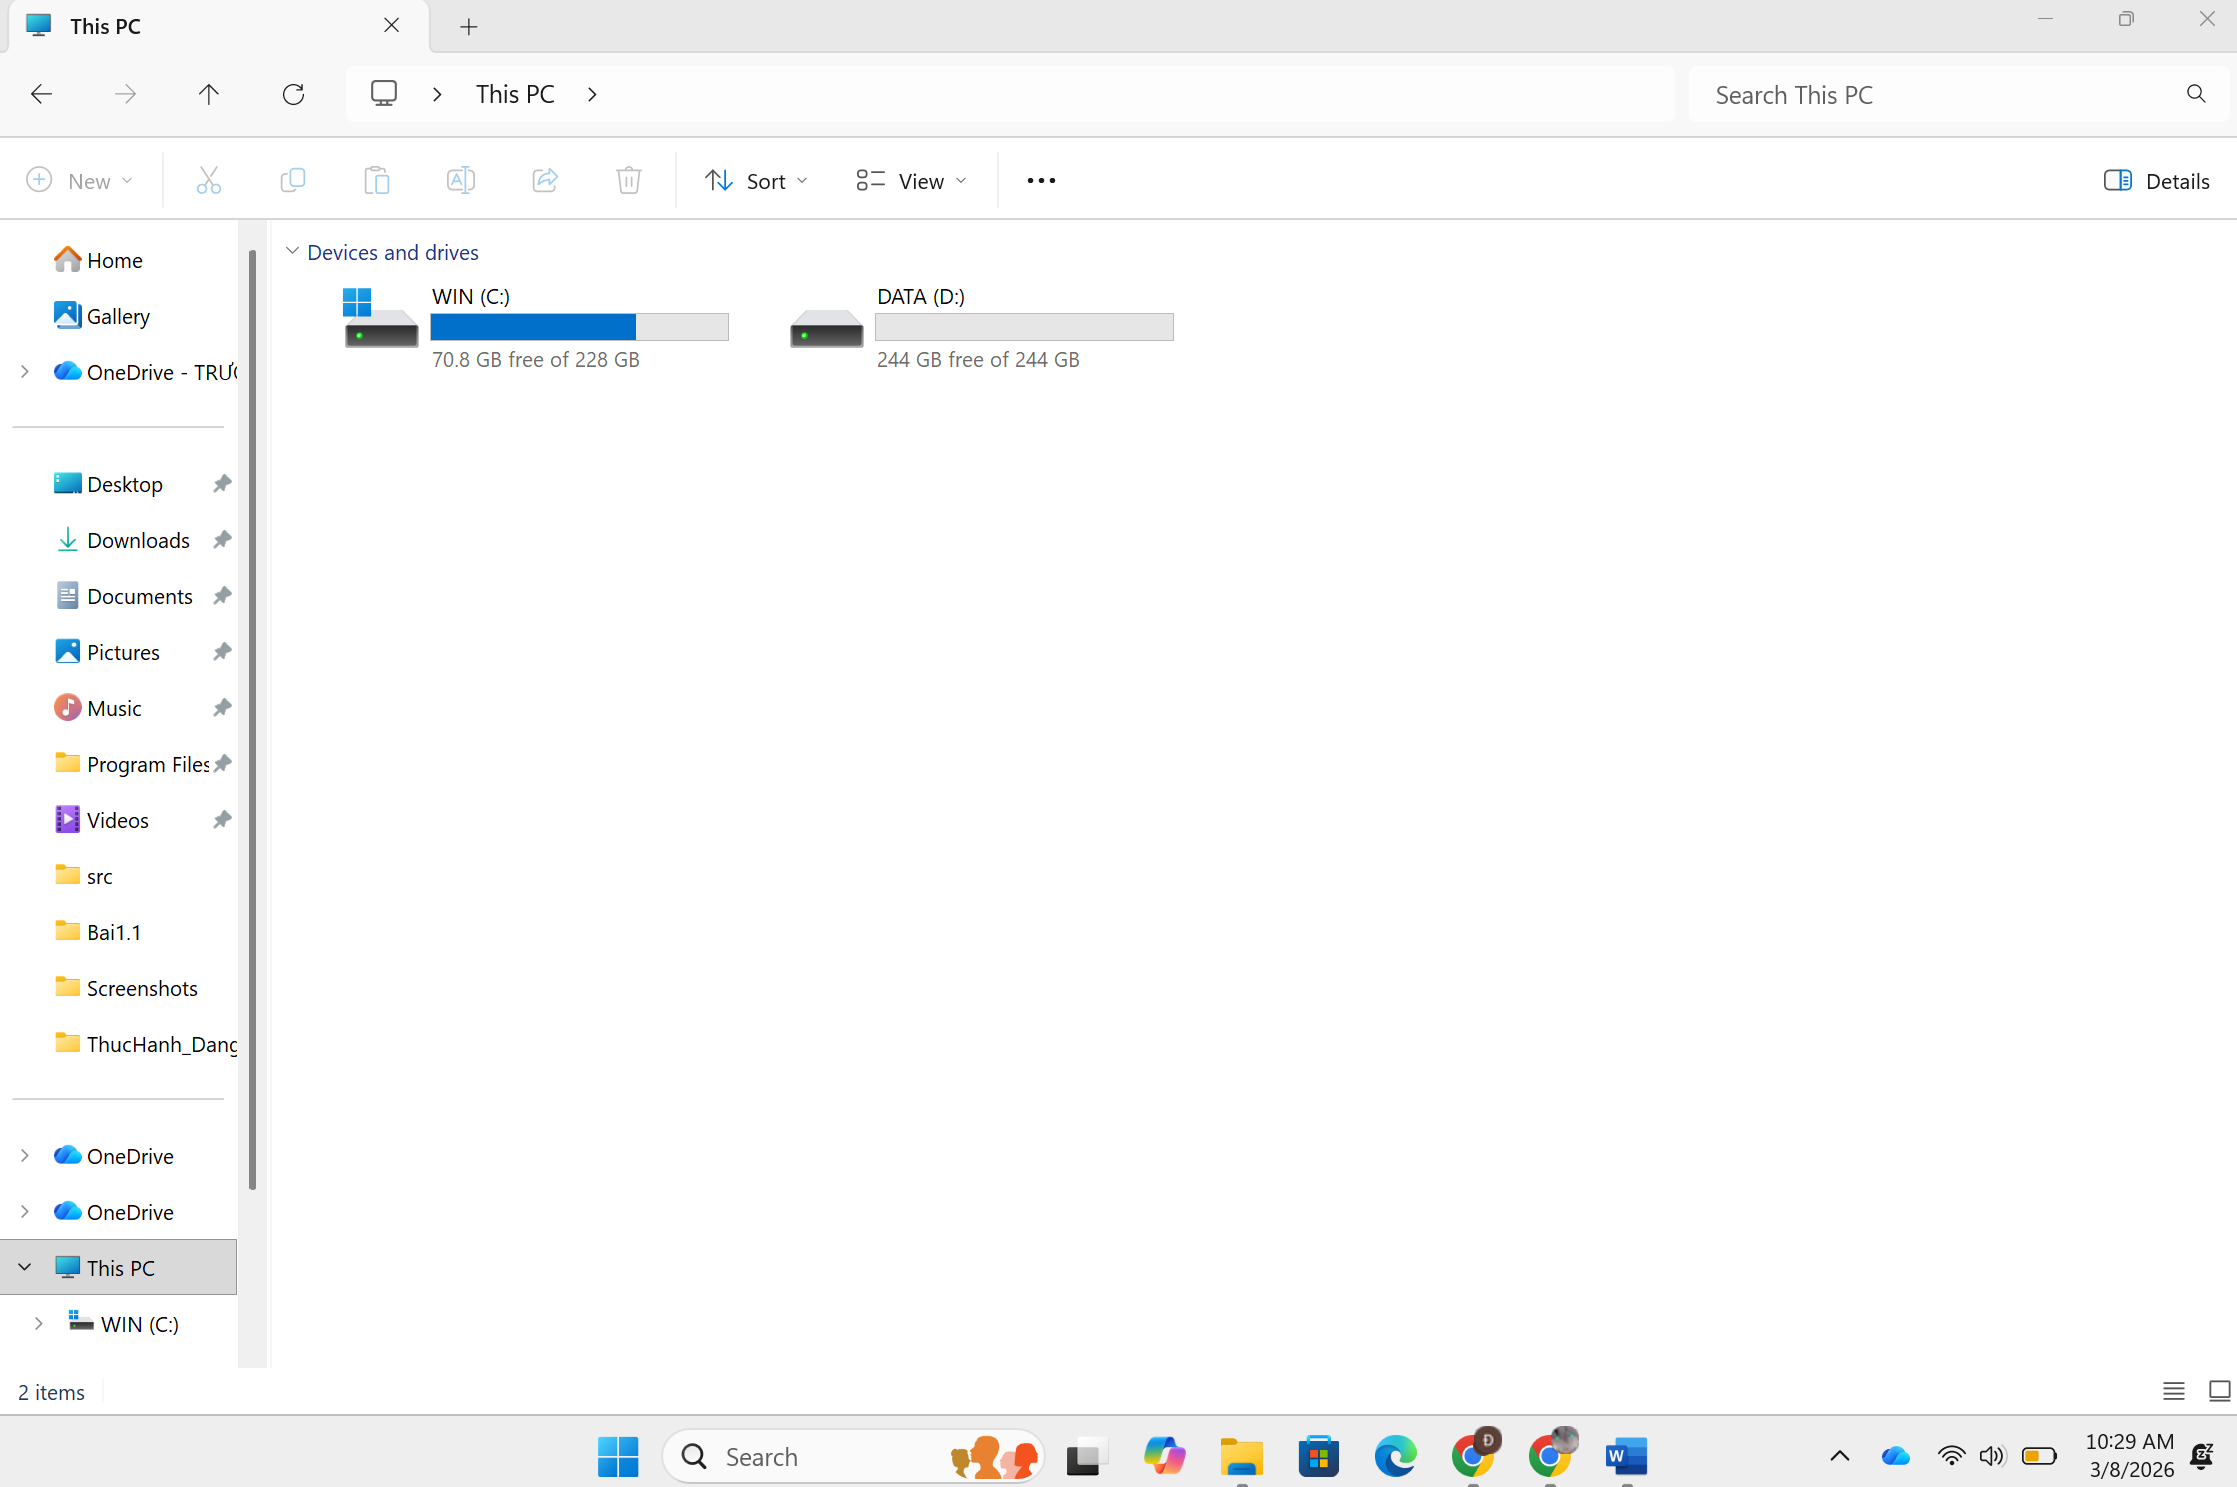 This PC
This PC
Search This PC
New
Sort
View
Details
Home
Gallery
OneDrive - TRƯỜ
Desktop
Downloads
Documents
Pictures
Music
Program Files
Videos
src
Bai1.1
Screenshots
ThucHanh_Dang
OneDrive
OneDrive
This PC
WIN (C:)
Devices and drives
WIN (C:)
70.8 GB free of 228 GB
DATA (D:)
244 GB free of 244 GB
2 items
Search
Đ
W
10:29 AM
3/8/2026